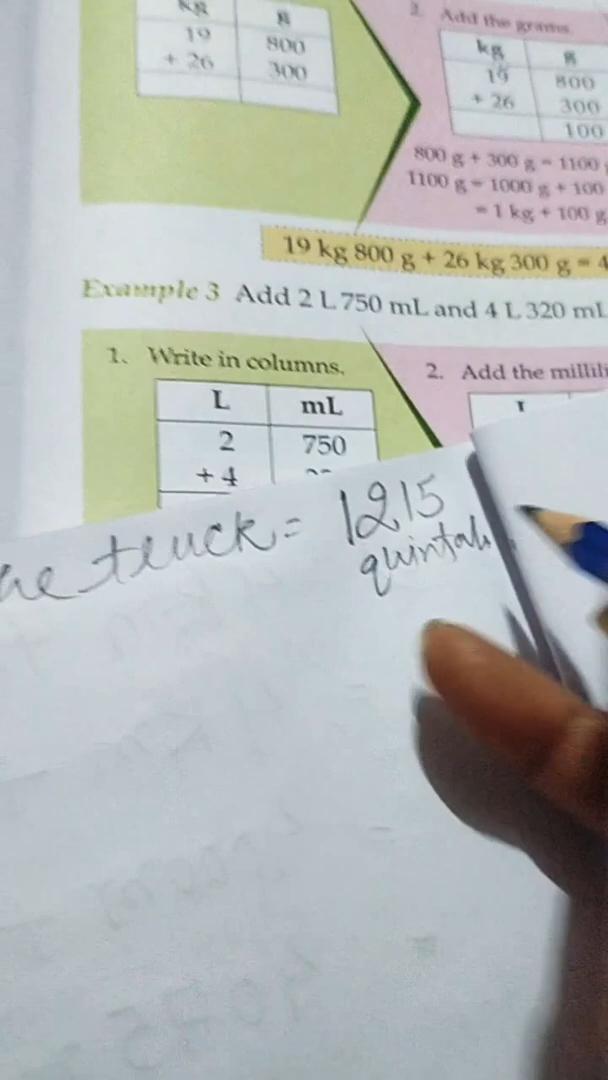 kg g
19 800
+ 26 300
2. Add the grams.
kg g
19 800
+ 26 300
100
800 g + 300 g = 1100
1100 g = 1000 g + 100
= 1 kg + 100 g
19 kg 800 g + 26 kg 300 g = 4
Example 3 Add 2 L 750 mL and 4 L 320 mL
1. Write in columns.
L mL
2 750
+ 4
2. Add the millili
truck = 1215
quintals